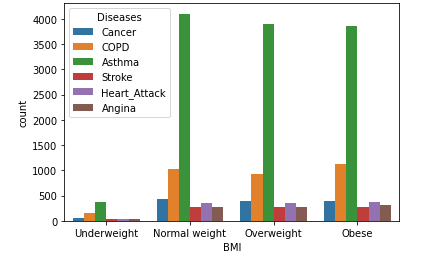 Diseases
Cancer
COPD
Asthma
Stroke
Heart_Attack
Angina
4000
3500
3000
2500
2000
1500
1000
500
0
count
Underweight Normal weight Overweight Obese
BMI